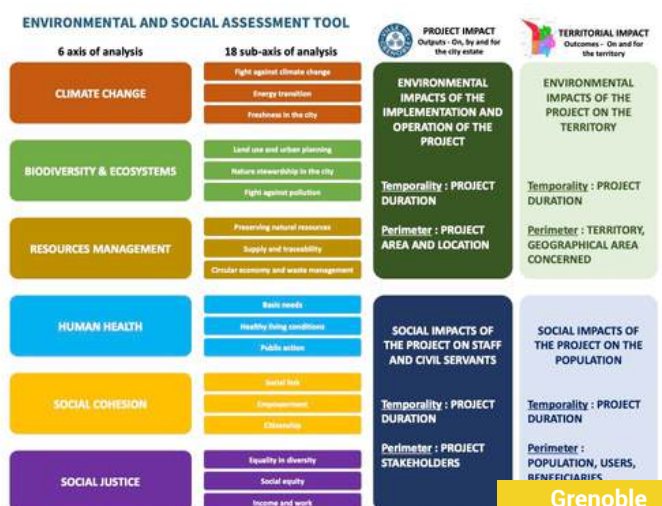 ENVIRONMENTAL AND SOCIAL ASSESSMENT TOOL
6 axis of analysis
18 sub-axis of analysis
PROJECT IMPACT
Outputs - On, by and for
the city estate
TERRITORIAL IMPACT
Outcomes - On and for
the territory
CLIMATE CHANGE
Fight against climate change
Energy transition
Freshness in the city
BIODIVERSITY & ECOSYSTEMS
Land use and urban planning
Nature stewardship in the city
Fight against pollution
RESOURCES MANAGEMENT
Preserving natural resources
Supply and traceability
Circular economy and waste management
ENVIRONMENTAL
IMPACTS OF THE
IMPLEMENTATION AND
OPERATION OF THE
PROJECT
Temporality : PROJECT
DURATION
Perimeter : PROJECT
AREA AND LOCATION
ENVIRONMENTAL
IMPACTS OF THE
PROJECT ON THE
TERRITORY
Temporality : PROJECT
DURATION
Perimeter : TERRITORY,
GEOGRAPHICAL AREA
CONCERNED
HUMAN HEALTH
Basic needs
Healthy living conditions
Public action
SOCIAL COHESION
Social link
Empowerment
Citizenship
SOCIAL JUSTICE
Equality in diversity
Social equity
Income and work
SOCIAL IMPACTS OF
THE PROJECT ON STAFF
AND CIVIL SERVANTS
Temporality : PROJECT
DURATION
Perimeter : PROJECT
STAKEHOLDERS
SOCIAL IMPACTS OF
THE PROJECT ON THE
POPULATION
Temporality : PROJECT
DURATION
Perimeter :
POPULATION, USERS,
BENEFICIARIES
Grenoble